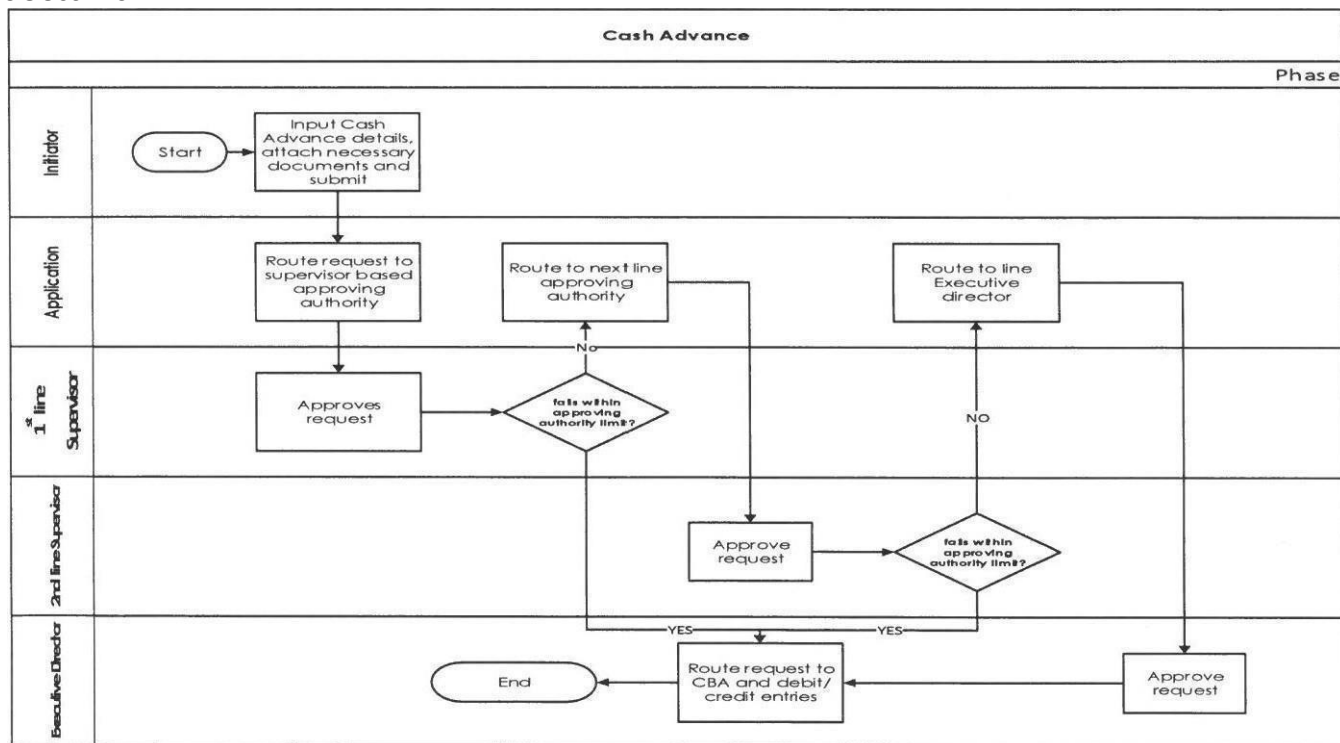 Cash Advance
Phase
Initiator
Start
Input Cash
Advance details,
attach necessary
documents and
submit
Application
Route request to
supervisor based
approving
authority
Route to next line
approving
authority
Route to line
Executive
director
No
1st line
Supervisor
Approves
request
falls within
approving
authority limit?
NO
2nd line Supervisor
Approve
request
falls within
approving
authority limit?
YES
YES
Executive Director
End
Route request to
CBA and debit/
credit entries
Approve
request